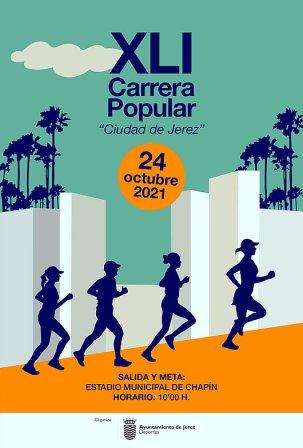 XLI
Carrera
Popular
"Ciudad de Jerez"
24
octubre
2021
SALIDA Y META:
ESTADIO MUNICIPAL DE CHAPÍN
HORARIO: 10'00 H.
Organiza:
Ayuntamiento de Jerez
Deportes